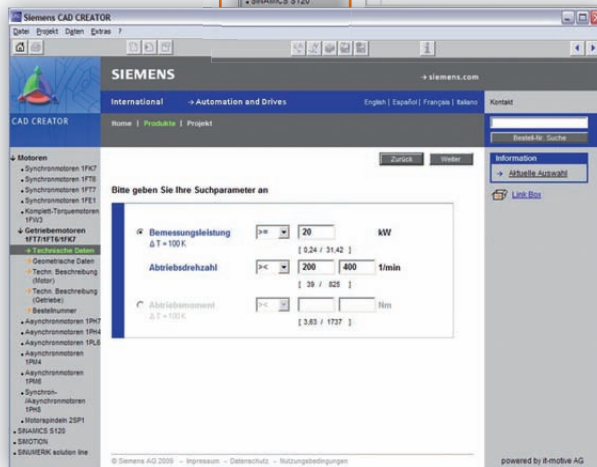 SINAMICS S120
Siemens CAD CREATOR
Datei Projekt Daten Extras ?
SIEMENS
→ siemens.com
International → Automation and Drives English | Español | Français | Italiano
Kontakt
CAD CREATOR
Home | Produkte | Projekt
Bestell-Nr. Suche
Motoren
Synchronmotoren 1FK7
Synchronmotoren 1FT6
Synchronmotoren 1FT7
Synchronmotoren 1FE1
Komplett-Torquemotoren
1FW3
Getriebemotoren
1FT7/1FT6/1FK7
Technische Daten
Geometrische Daten
Techn. Beschreibung
(Motor)
Techn. Beschreibung
(Getriebe)
Bestellnummer
Asynchronmotoren 1PH7
Asynchronmotoren 1PH4
Asynchronmotoren 1PL6
Asynchronmotoren
1PM4
Asynchronmotoren
1PM6
Synchron-
/Asynchronmotoren
1PH8
Motorspindeln 2SP1
SINAMICS S120
SIMOTION
SINUMERIK solution line
Zurück Weiter
Bitte geben Sie Ihre Suchparameter an
Bemessungsleistung >= 20 kW
Δ T = 100 K [ 0,24 / 31,42 ]
Abtriebsdrehzahl >< 200 400 1/min
[ 39 / 825 ]
Abtriebsmoment >< Nm
Δ T = 100 K [ 3,63 / 1737 ]
Information
→ Aktuelle Auswahl
Link Box
© Siemens AG 2009 – Impressum – Datenschutz – Nutzungsbedingungen
powered by it-motive AG